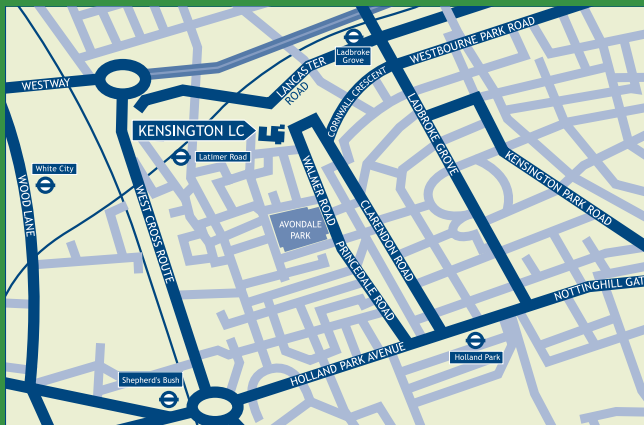 Ladbroke
Grove
WESTBOURNE PARK ROAD
WESTWAY
LANCASTER
ROAD
CORNWALL CRESCENT
LADBROKE GROVE
KENSINGTON LC
Latimer Road
White City
WOOD LANE
WEST CROSS ROUTE
WALMER ROAD
CLARENDON ROAD
KENSINGTON PARK ROAD
AVONDALE
PARK
PRINCEDALE ROAD
NOTTINGHILL GAT
HOLLAND PARK AVENUE
Holland Park
Shepherd's Bush